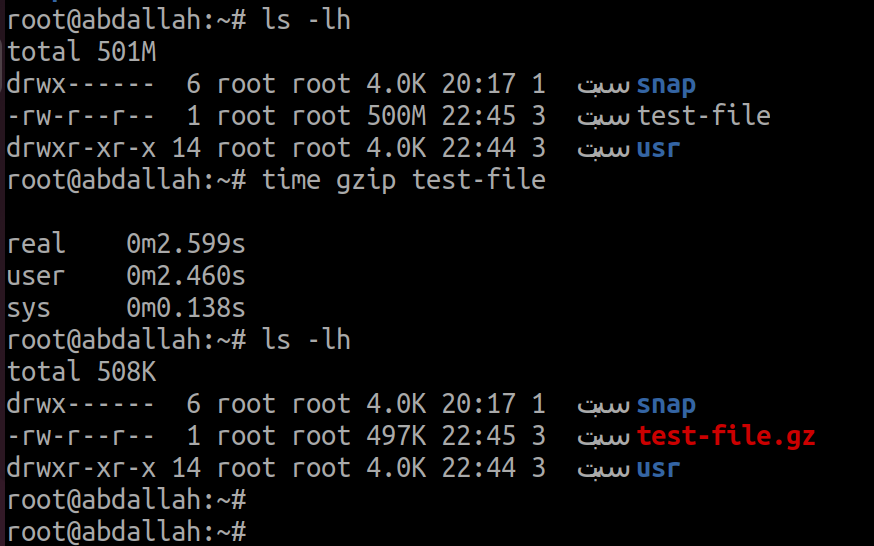 root@abdallah:~# ls -lh
total 501M
drwx------  6 root root 4.0K 20:17 1  سبت snap
-rw-r--r--  1 root root 500M 22:45 3  سبت test-file
drwxr-xr-x 14 root root 4.0K 22:44 3  سبت usr
root@abdallah:~# time gzip test-file

real    0m2.599s
user    0m2.460s
sys     0m0.138s
root@abdallah:~# ls -lh
total 508K
drwx------  6 root root 4.0K 20:17 1  سبت snap
-rw-r--r--  1 root root 497K 22:45 3  سبت test-file.gz
drwxr-xr-x 14 root root 4.0K 22:44 3  سبت usr
root@abdallah:~#
root@abdallah:~#